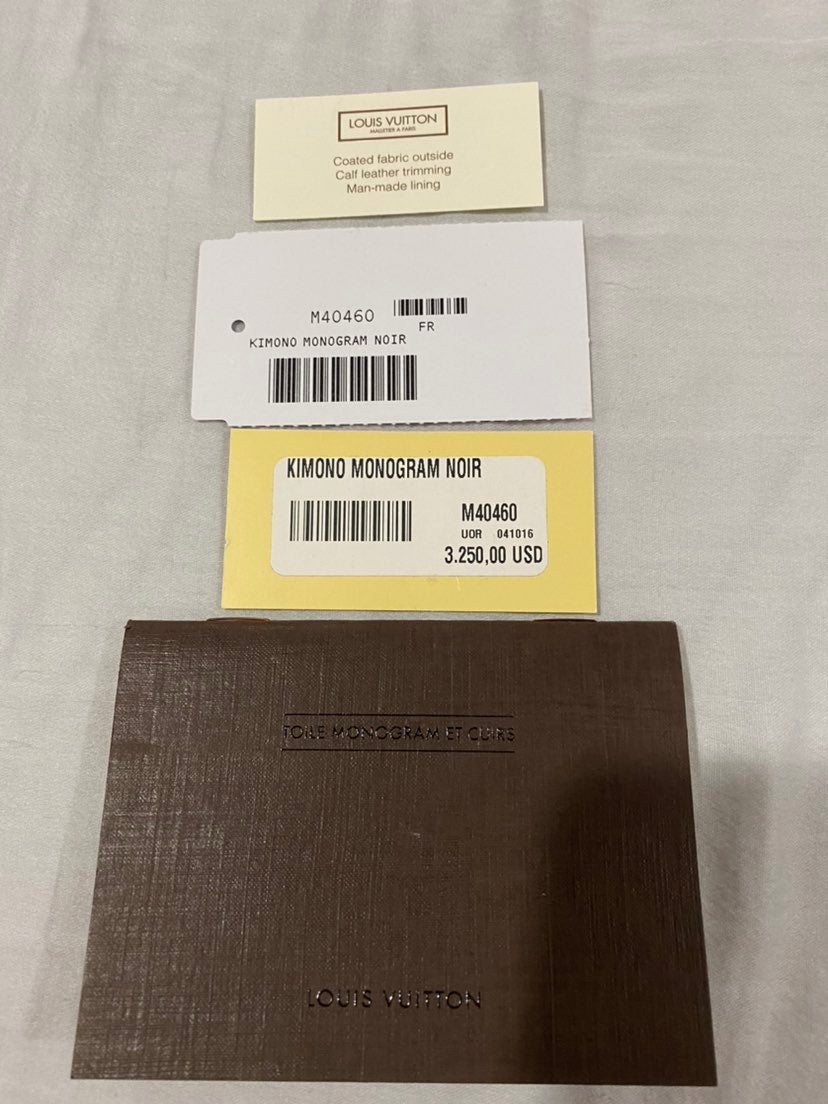 LOUIS VUITTON
MALLETIER A PARIS
Coated fabric outside
Calf leather trimming
Man-made lining
M40460
FR
KIMONO MONOGRAM NOIR
KIMONO MONOGRAM NOIR
M40460
UOR 041016
3.250,00 USD
TOILE MONOGRAM ET CUIRS
LOUIS VUITTON